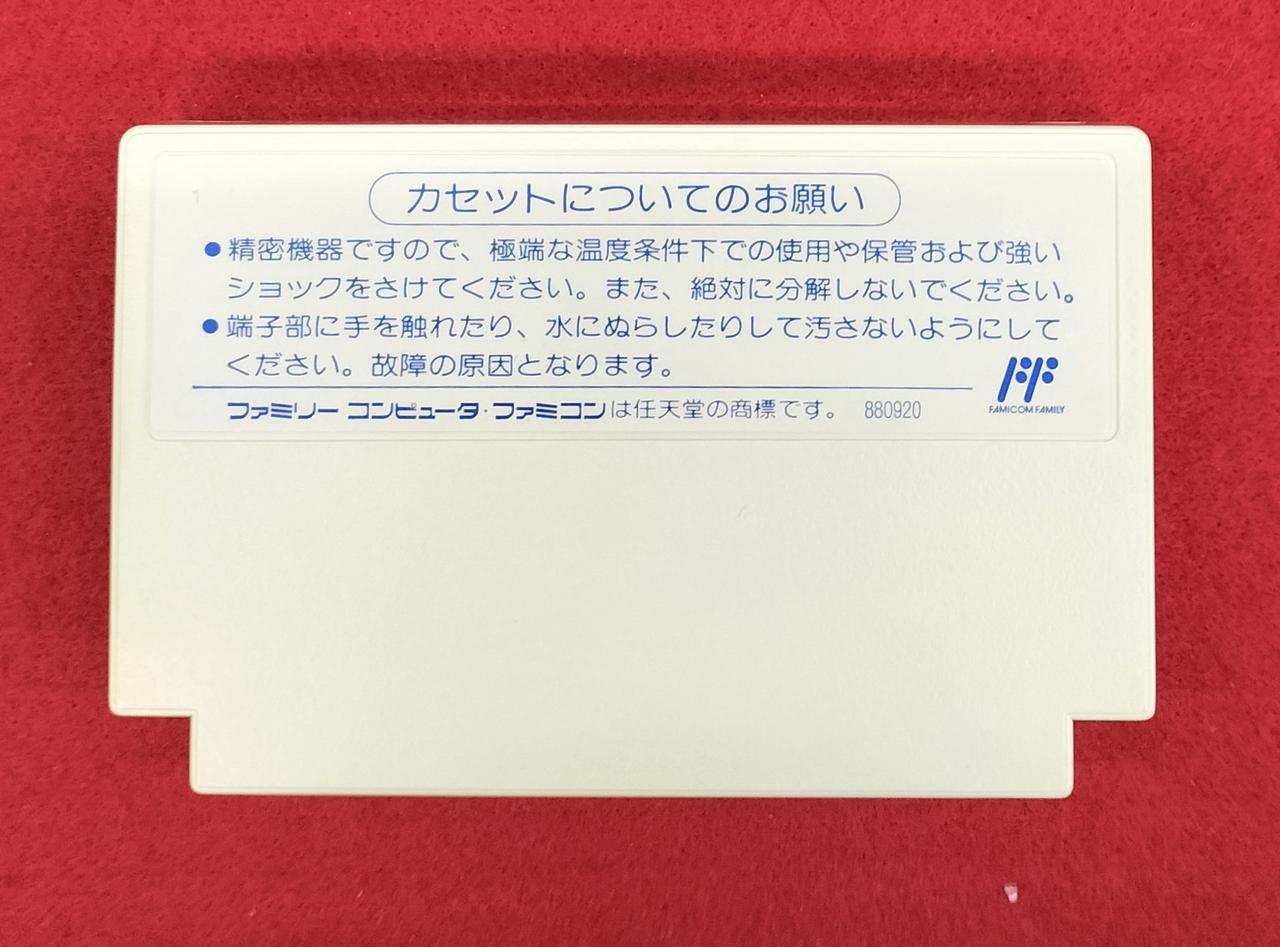 カセットについてのお願い
●精密機器ですので、極端な温度条件下での使用や保管および強い
ショックをさけてください。また、絶対に分解しないでください。
●端子部に手を触れたり、水にぬらしたりして汚さないようにして
ください。故障の原因となります。
ファミリー コンピュータ・ファミコンは任天堂の商標です。 880920
FAMICOM FAMILY